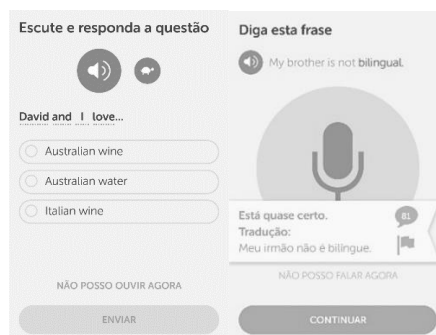 Escute e responda a questão
David and I love...
Australian wine
Australian water
Italian wine
NÃO POSSO OUVIR AGORA
ENVIAR
Diga esta frase
My brother is not bilingual.
Está quase certo.
81
Tradução:
Meu irmão não é bilíngue.
NÃO POSSO FALAR AGORA
CONTINUAR